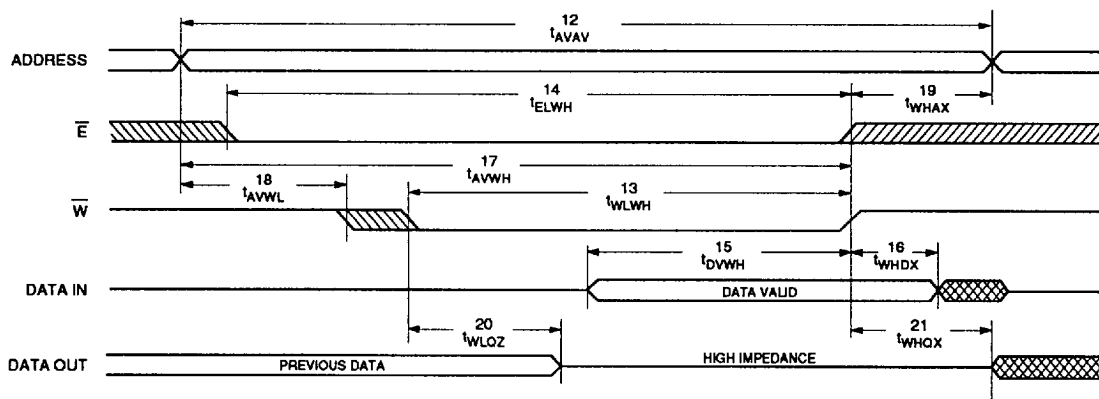 12
tAVAV
ADDRESS
14
tELWH
19
tWHAX
E
17
tAVWH
18
tAVWL
13
tWLWH
W
15
tDVWH
16
tWHDX
DATA IN
DATA VALID
20
tWLQZ
21
tWHQX
DATA OUT
PREVIOUS DATA
HIGH IMPEDANCE